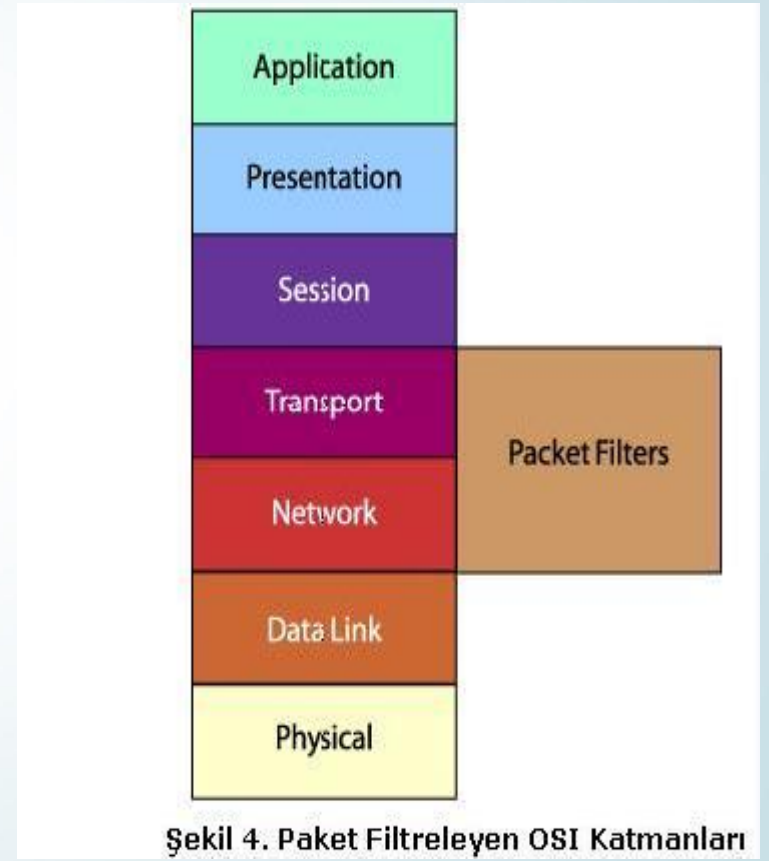 Application
Presentation
Session
Transport
Packet Filters
Network
Data Link
Physical
Şekil 4. Paket Filtreleyen OSI Katmanları